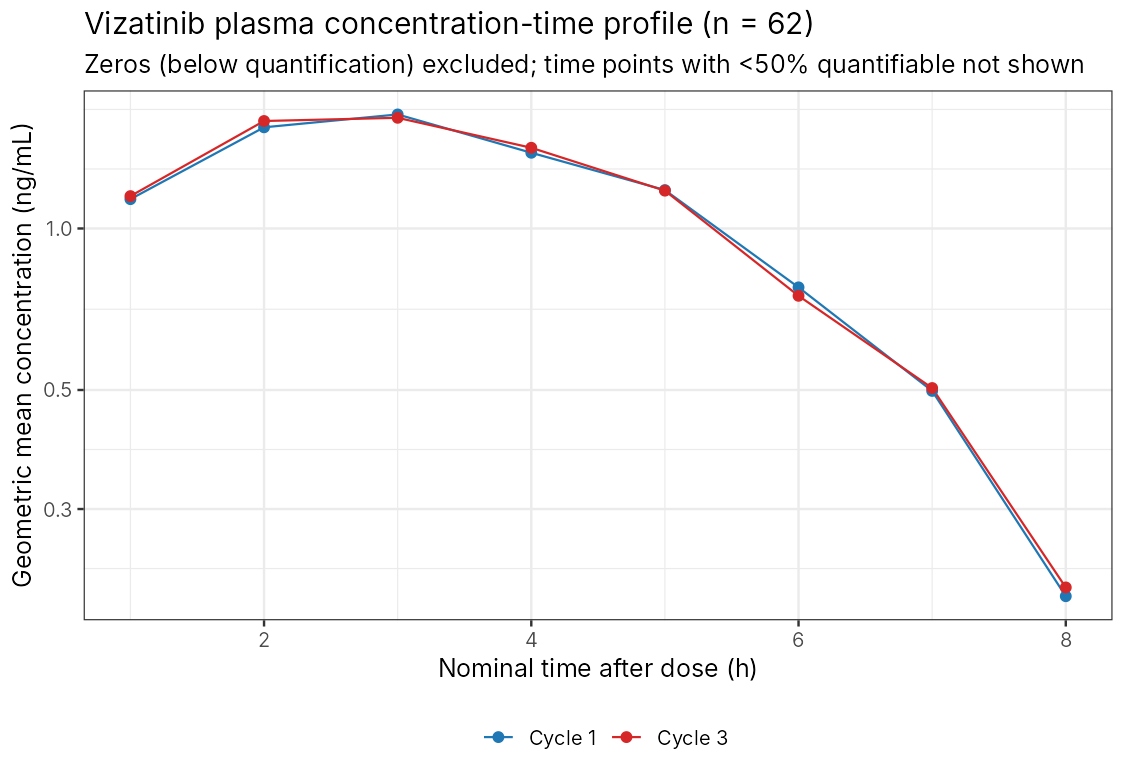 Vizatinib plasma concentration-time profile (n = 62)
Zeros (below quantification) excluded; time points with <50% quantifiable not shown
Geometric mean concentration (ng/mL)
1.0
0.5
0.3
2
4
6
8
Nominal time after dose (h)
Cycle 1
Cycle 3